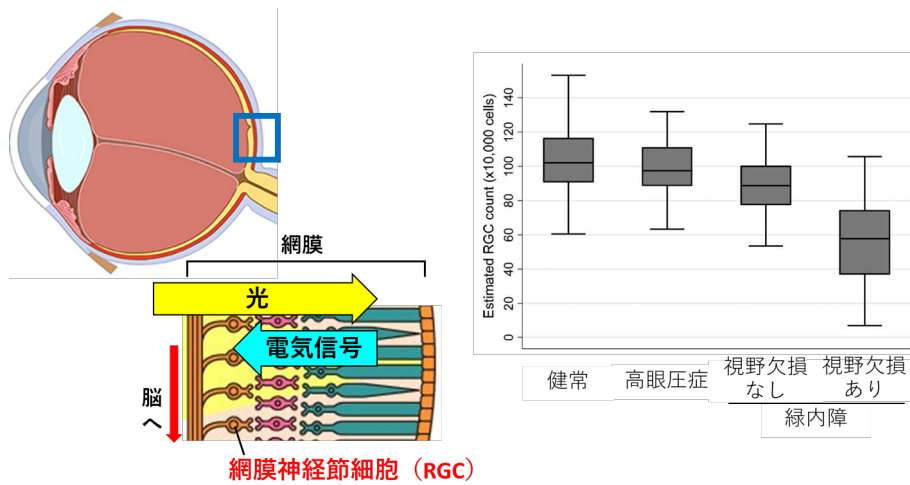 網膜
光
電気信号
脳へ
網膜神経節細胞（RGC）
Estimated RGC count (x10,000 cells)
140
120
100
80
60
40
20
0
健常
高眼圧症
視野欠損
なし
視野欠損
あり
緑内障